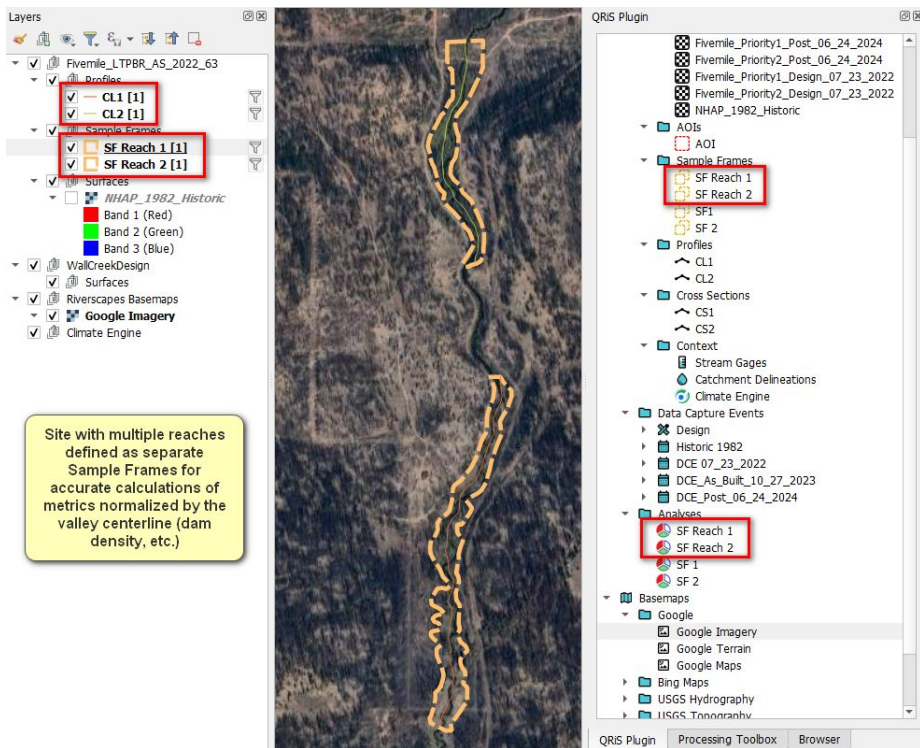 Layers
Fivemile_LTPBR_AS_2022_63
Profiles
CL1 [1]
CL2 [1]
Sample Frames
SF Reach 1 [1]
SF Reach 2 [1]
Surfaces
NHAP_1982_Historic
Band 1 (Red)
Band 2 (Green)
Band 3 (Blue)
WallCreekDesign
Surfaces
Riverscapes Basemaps
Google Imagery
Climate Engine
Site with multiple reaches
defined as separate
Sample Frames for
accurate calculations of
metrics normalized by the
valley centerline (dam
density, etc.)
QRiS Plugin
Fivemile_Priority1_Post_06_24_2024
Fivemile_Priority2_Post_06_24_2024
Fivemile_Priority1_Design_07_23_2022
Fivemile_Priority2_Design_07_23_2022
NHAP_1982_Historic
AOIs
AOI
Sample Frames
SF Reach 1
SF Reach 2
SF1
SF 2
Profiles
CL1
CL2
Cross Sections
CS1
CS2
Context
Stream Gages
Catchment Delineations
Climate Engine
Data Capture Events
Design
Historic 1982
DCE 07_23_2022
DCE_As_Built_10_27_2023
DCE_Post_06_24_2024
Analyses
SF Reach 1
SF Reach 2
SF 1
SF 2
Basemaps
Google
Google Imagery
Google Terrain
Google Maps
Bing Maps
USGS Hydrography
USGS Topography
QRiS Plugin Processing Toolbox Browser